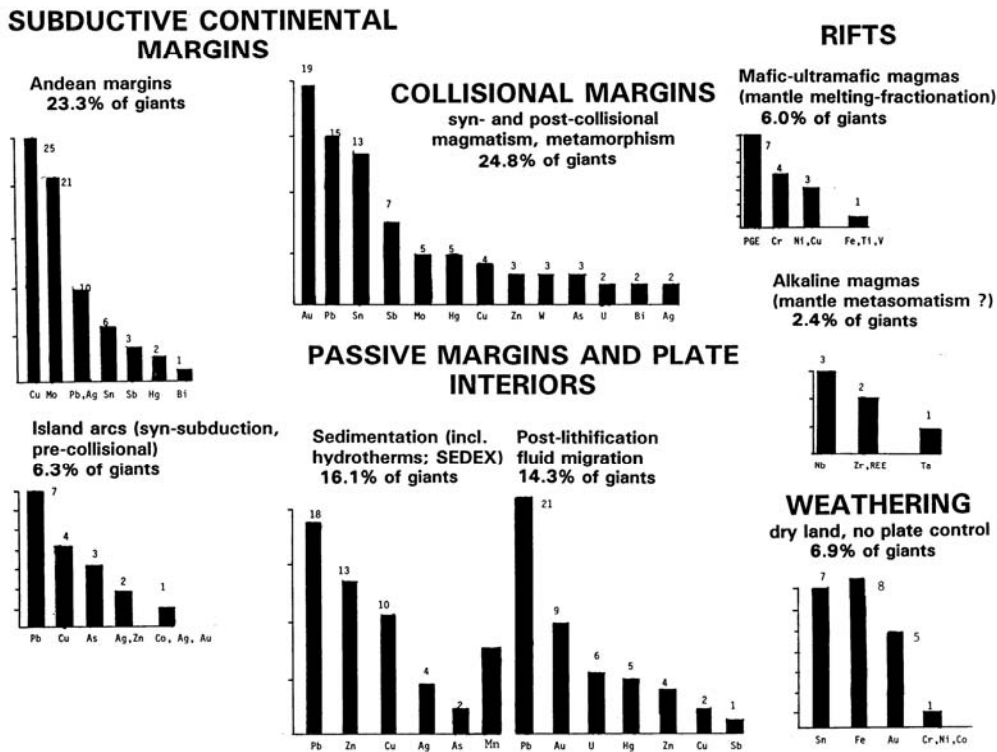 SUBDUCTIVE CONTINENTAL
MARGINS
Andean margins
23.3% of giants
25
21
10
6
3
2
1
Cu Mo Pb,Ag Sn Sb Hg Bi
Island arcs (syn-subduction,
pre-collisional)
6.3% of giants
7
4
3
2
1
Pb Cu As Ag,Zn Co, Ag, Au
COLLISIONAL MARGINS
syn- and post-collisional
magmatism, metamorphism
24.8% of giants
19
15
13
7
5
5
4
3
3
3
2
2
2
Au Pb Sn Sb Mo Hg Cu Zn W As U Bi Ag
PASSIVE MARGINS AND PLATE
INTERIORS
Sedimentation (incl.
hydrotherms; SEDEX)
16.1% of giants
18
13
10
4
2
Pb Zn Cu Ag As Mn
Post-lithification
fluid migration
14.3% of giants
21
9
6
5
4
2
1
Pb Au U Hg Zn Cu Sb
RIFTS
Mafic-ultramafic magmas
(mantle melting-fractionation)
6.0% of giants
7
4
3
1
PGE Cr Ni,Cu Fe,Ti,V
Alkaline magmas
(mantle metasomatism ?)
2.4% of giants
3
2
1
Nb Zr,REE Ta
WEATHERING
dry land, no plate control
6.9% of giants
7
8
5
1
Sn Fe Au Cr,Ni,Co